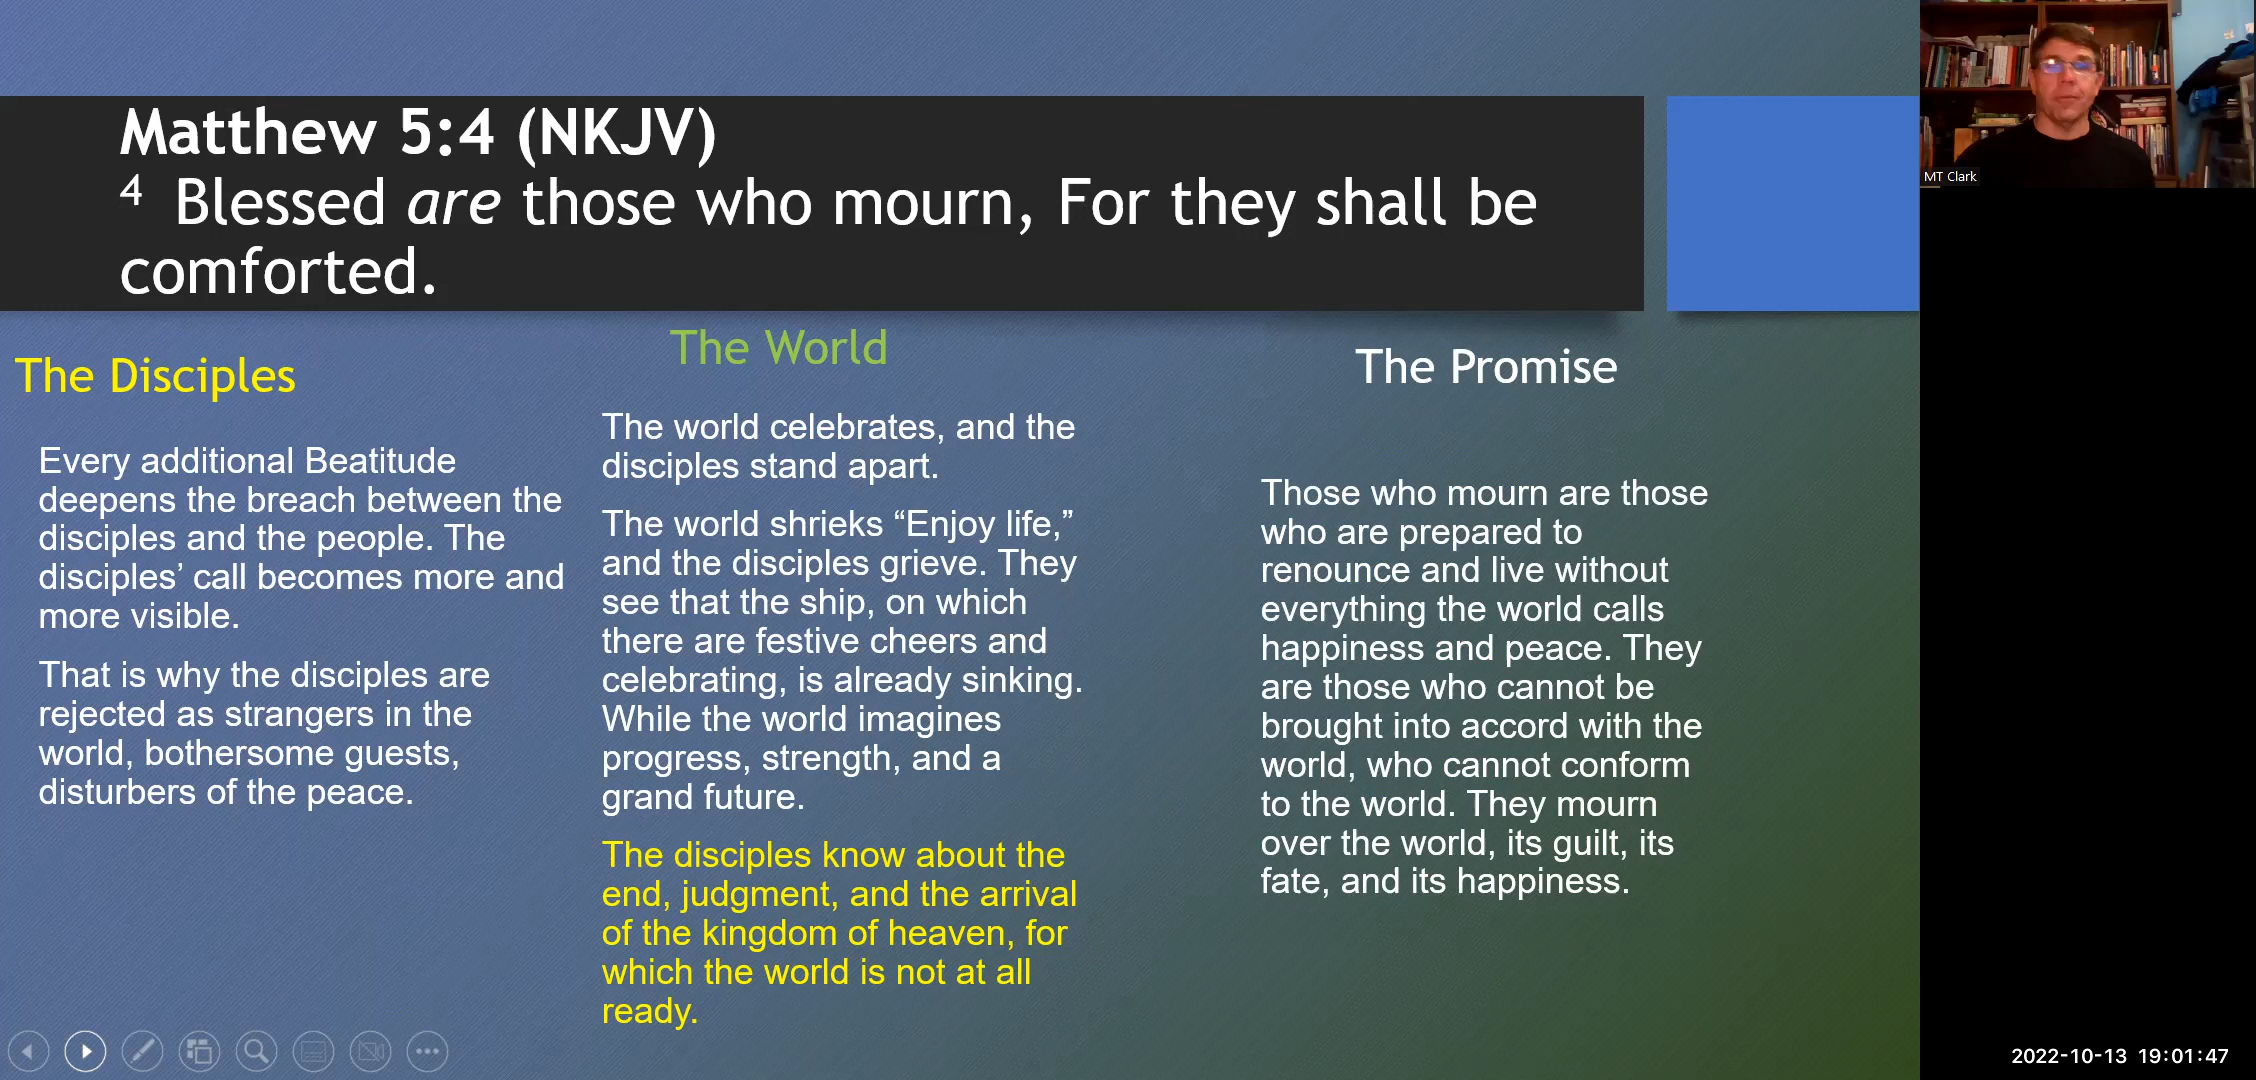 Matthew 5:4 (NKJV)
4 Blessed are those who mourn, For they shall be
comforted.
The Disciples
Every additional Beatitude
deepens the breach between the
disciples and the people. The
disciples’ call becomes more and
more visible.
That is why the disciples are
rejected as strangers in the
world, bothersome guests,
disturbers of the peace.
The World
The world celebrates, and the
disciples stand apart.
The world shrieks “Enjoy life,”
and the disciples grieve. They
see that the ship, on which
there are festive cheers and
celebrating, is already sinking.
While the world imagines
progress, strength, and a
grand future.
The disciples know about the
end, judgment, and the arrival
of the kingdom of heaven, for
which the world is not at all
ready.
The Promise
Those who mourn are those
who are prepared to
renounce and live without
everything the world calls
happiness and peace. They
are those who cannot be
brought into accord with the
world, who cannot conform
to the world. They mourn
over the world, its guilt, its
fate, and its happiness.
MT Clark
2022-10-13 19:01:47